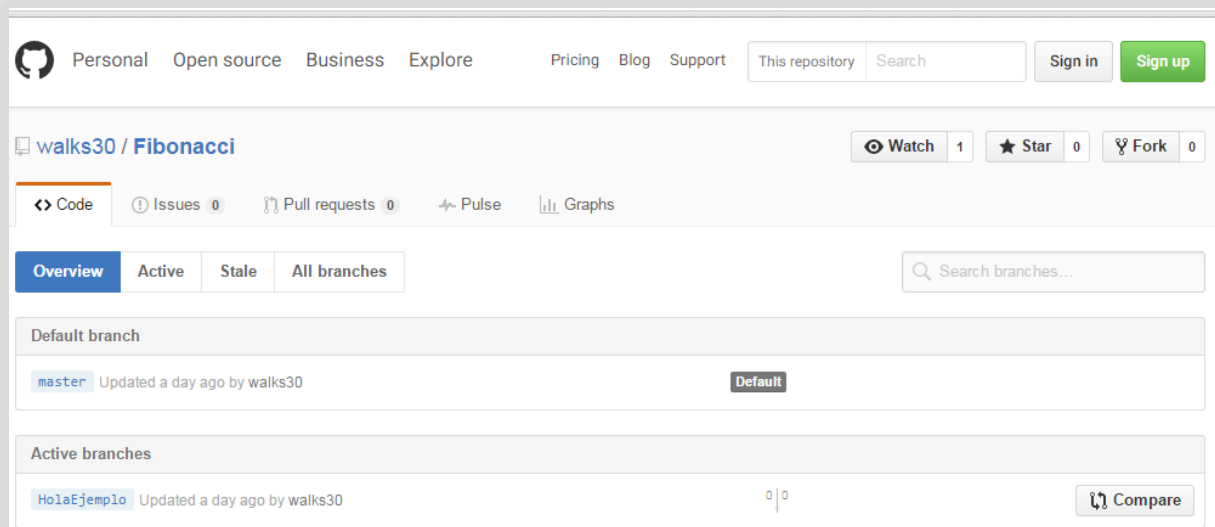 Personal Open source Business Explore Pricing Blog Support This repository Search Sign in Sign up
walks30 / Fibonacci Watch 1 Star 0 Fork 0
Code Issues 0 Pull requests 0 Pulse Graphs
Overview Active Stale All branches Search branches...
Default branch
master Updated a day ago by walks30 Default
Active branches
HolaEjemplo Updated a day ago by walks30 0 0 Compare